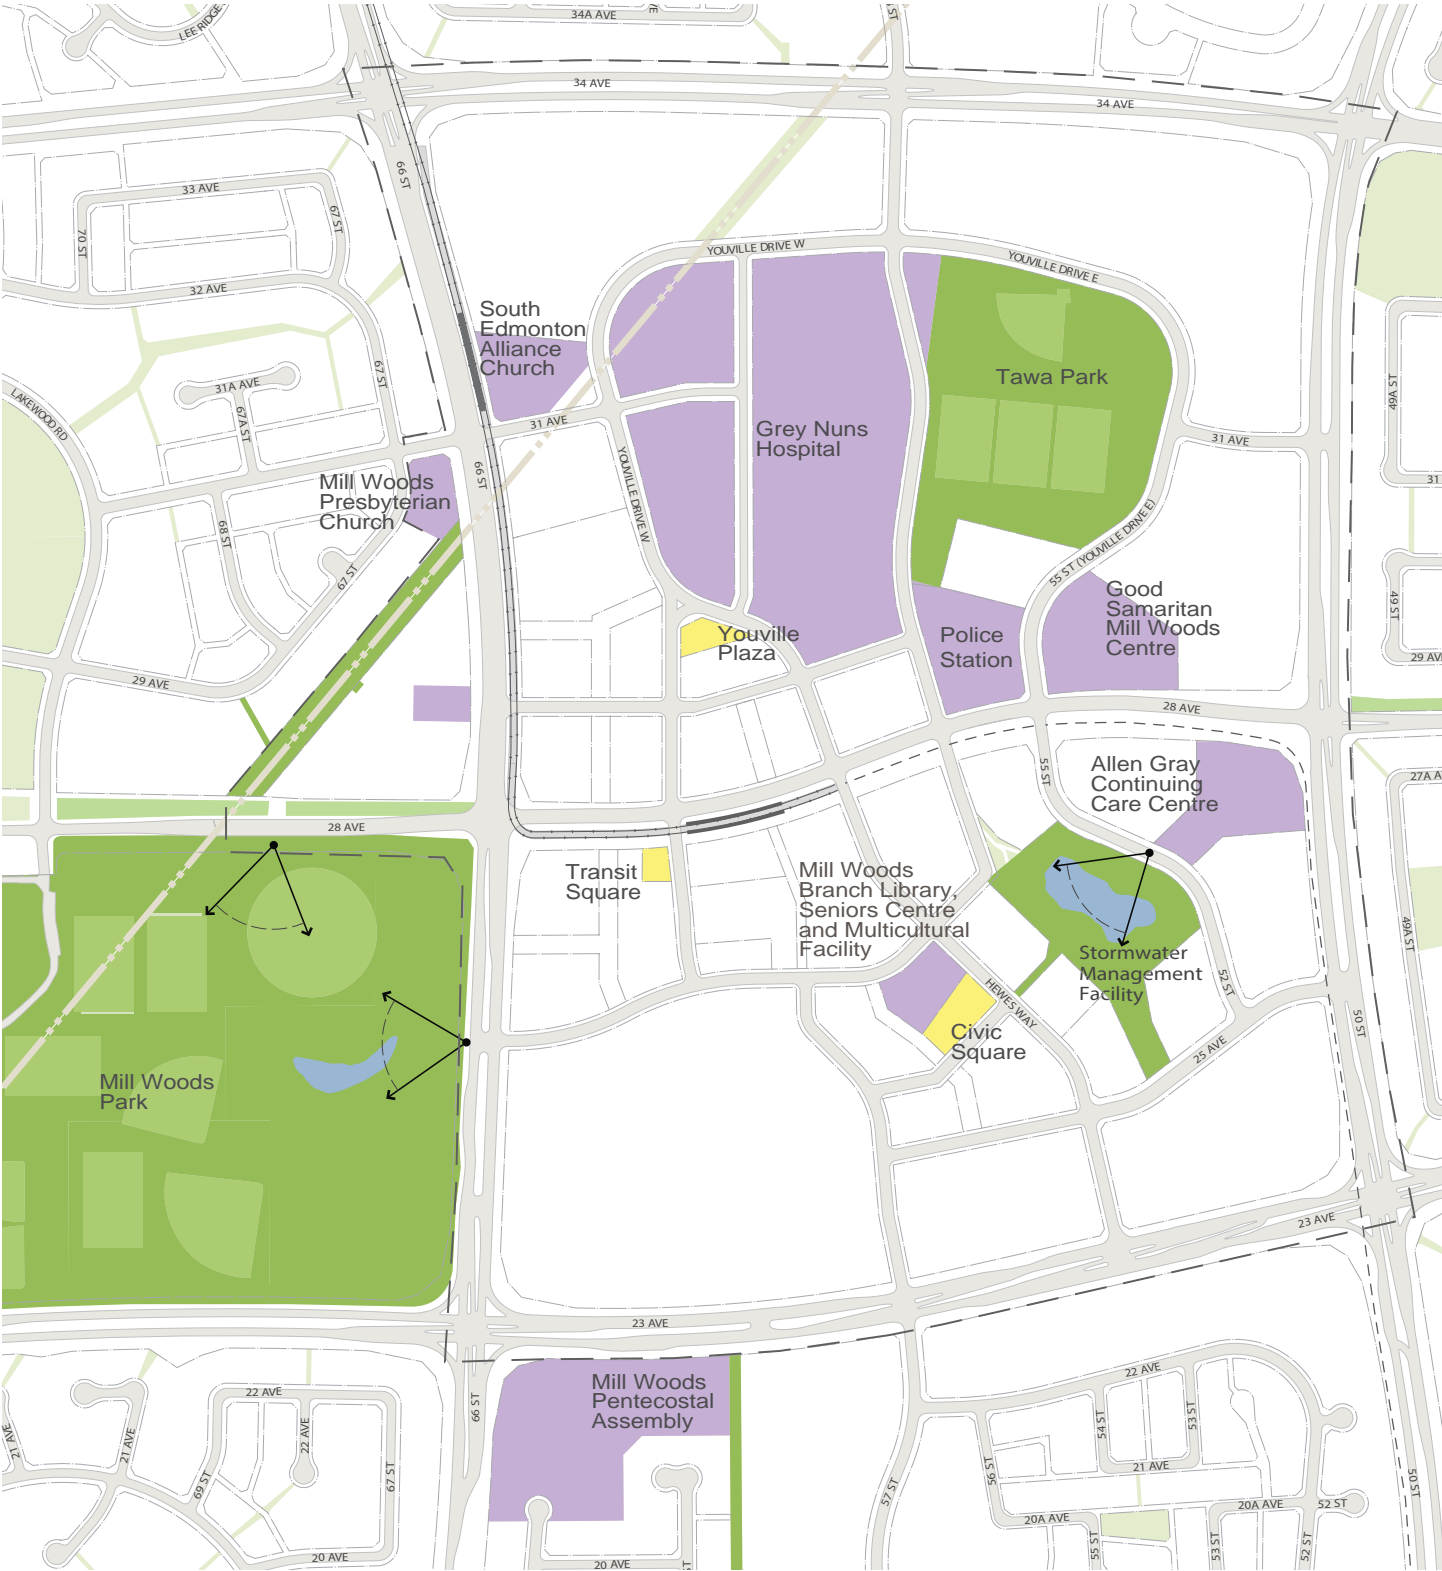 34A AVE
LEE RIDGE
ST
34 AVE
34 AVE
66 ST
33 AVE
67 ST
70 ST
YOUVILLE DRIVE W
YOUVILLE DRIVE E
32 AVE
South
Edmonton
Alliance
Church
67 ST
31A AVE
67A ST
LAKEWOOD RD
Tawa Park
49A ST
31 AVE
Grey Nuns
Hospital
31 AVE
YOUVILLE DRIVE W
66 ST
Mill Woods
Presbyterian
Church
31
68 ST
67 ST
55 ST (YOUVILLE DRIVE E)
Good
Samaritan
Mill Woods
Centre
49 ST
Youville
Plaza
Police
Station
29 AVE
29 AV
28 AVE
55 ST
Allen Gray
Continuing
Care Centre
27A A
28 AVE
Transit
Square
Mill Woods
Branch Library,
Seniors Centre
and Multicultural
Facility
49A ST
Stormwater
Management
Facility
52 ST
HEWES WAY
50 ST
Civic
Square
25 AVE
Mill Woods
Park
23 AVE
23 AVE
Mill Woods
Pentecostal
Assembly
22 AVE
22 AVE
66 ST
54 ST
53 ST
21 AVE
21 AVE
22 AVE
21 AVE
69 ST
67 ST
57 ST
56 ST
50 ST
20A AVE
20A AVE
52 ST
55 ST
53 ST
52 ST
20 AVE
20 AVE
ST